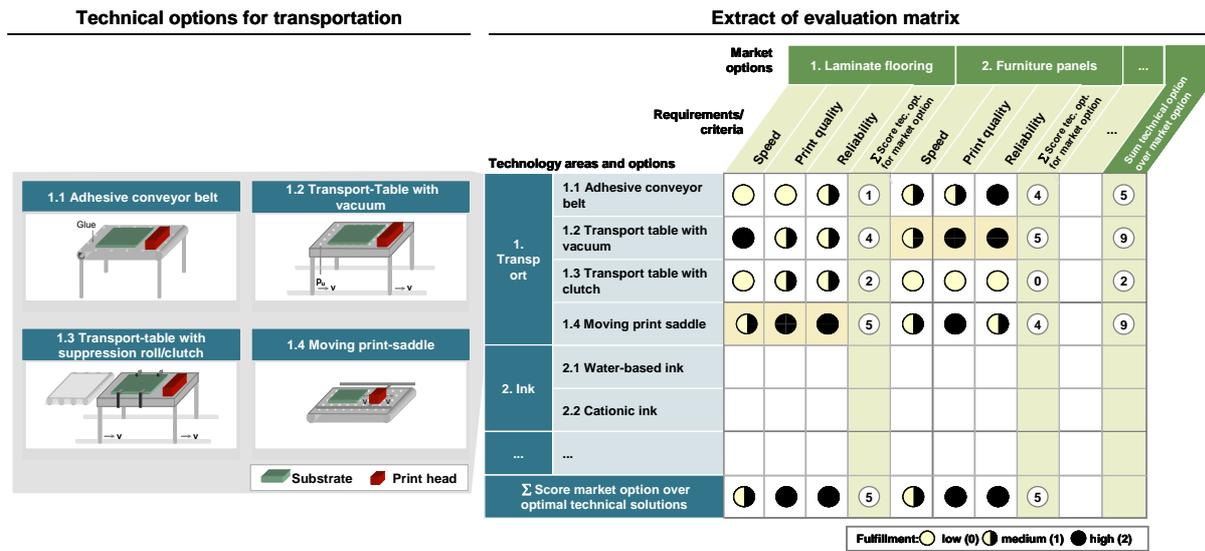 Technical options for transportation
Extract of evaluation matrix
Market
options
1. Laminate flooring
2. Furniture panels
...
Requirements/
criteria
Speed
Print quality
Reliability
Σ Score tec. opt.
for market option
Speed
Print quality
Reliability
Σ Score tec. opt.
for market option
...
Sum technical option
over market option
Technology areas and options
1.1 Adhesive conveyor belt
Glue
1.2 Transport-Table with
vacuum
pu
v
v
1.3 Transport-table with
suppression roll/clutch
v
v
1.4 Moving print-saddle
v
v
Substrate
Print head
1.
Transp
ort
1.1 Adhesive conveyor
belt
1
4
5
1.2 Transport table with
vacuum
4
5
9
1.3 Transport table with
clutch
2
0
2
1.4 Moving print saddle
5
4
9
2. Ink
2.1 Water-based ink
2.2 Cationic ink
...
...
Σ Score market option over
optimal technical solutions
5
5
Fulfillment: low (0) medium (1) high (2)